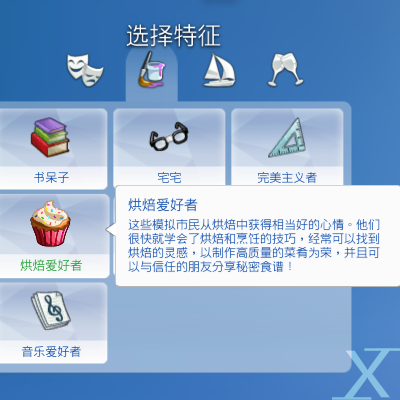 选择特征
书呆子
宅宅
完美主义者
烘焙爱好者
烘焙爱好者
这些模拟市民从烘焙中获得相当好的心情。他们
很快就学会了烘焙和烹饪的技巧，经常可以找到
烘焙的灵感，以制作高质量的菜肴为荣，并且可
以与信任的朋友分享秘密食谱！
音乐爱好者
X